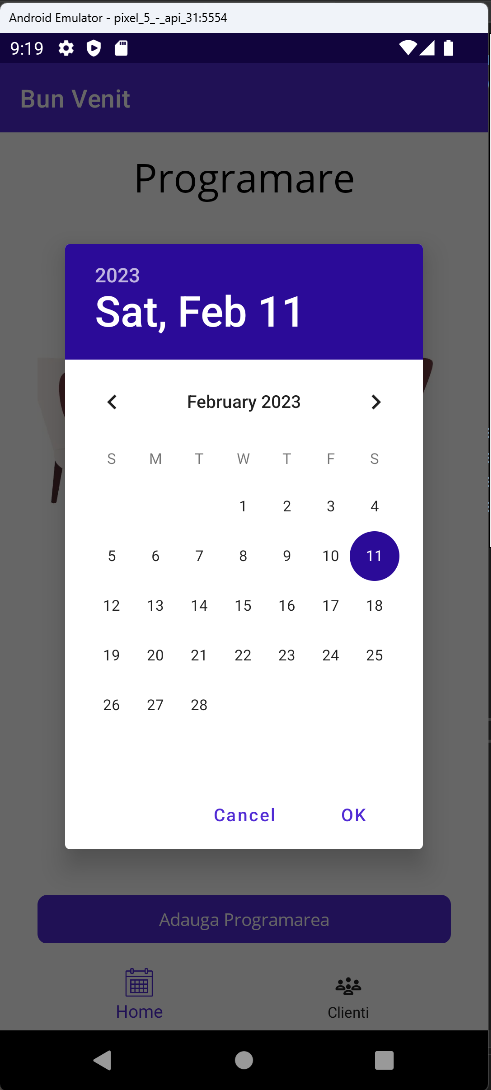 Android Emulator - pixel_5_-_api_31:5554
9:19
Bun Venit
Programare
2023
Sat, Feb 11
February 2023
S M T W T F S
1 2 3 4
5 6 7 8 9 10 11
12 13 14 15 16 17 18
19 20 21 22 23 24 25
26 27 28
Cancel OK
Adauga Programarea
Home Clienti